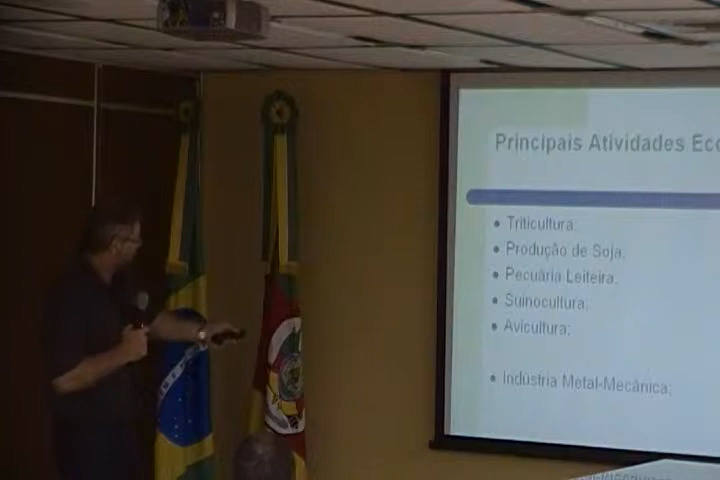 Principais Atividades Eco
• Triticultura;
• Produção de Soja;
• Pecuária Leiteira;
• Suinocultura;
• Avicultura;
• Indústria Metal-Mecânica;